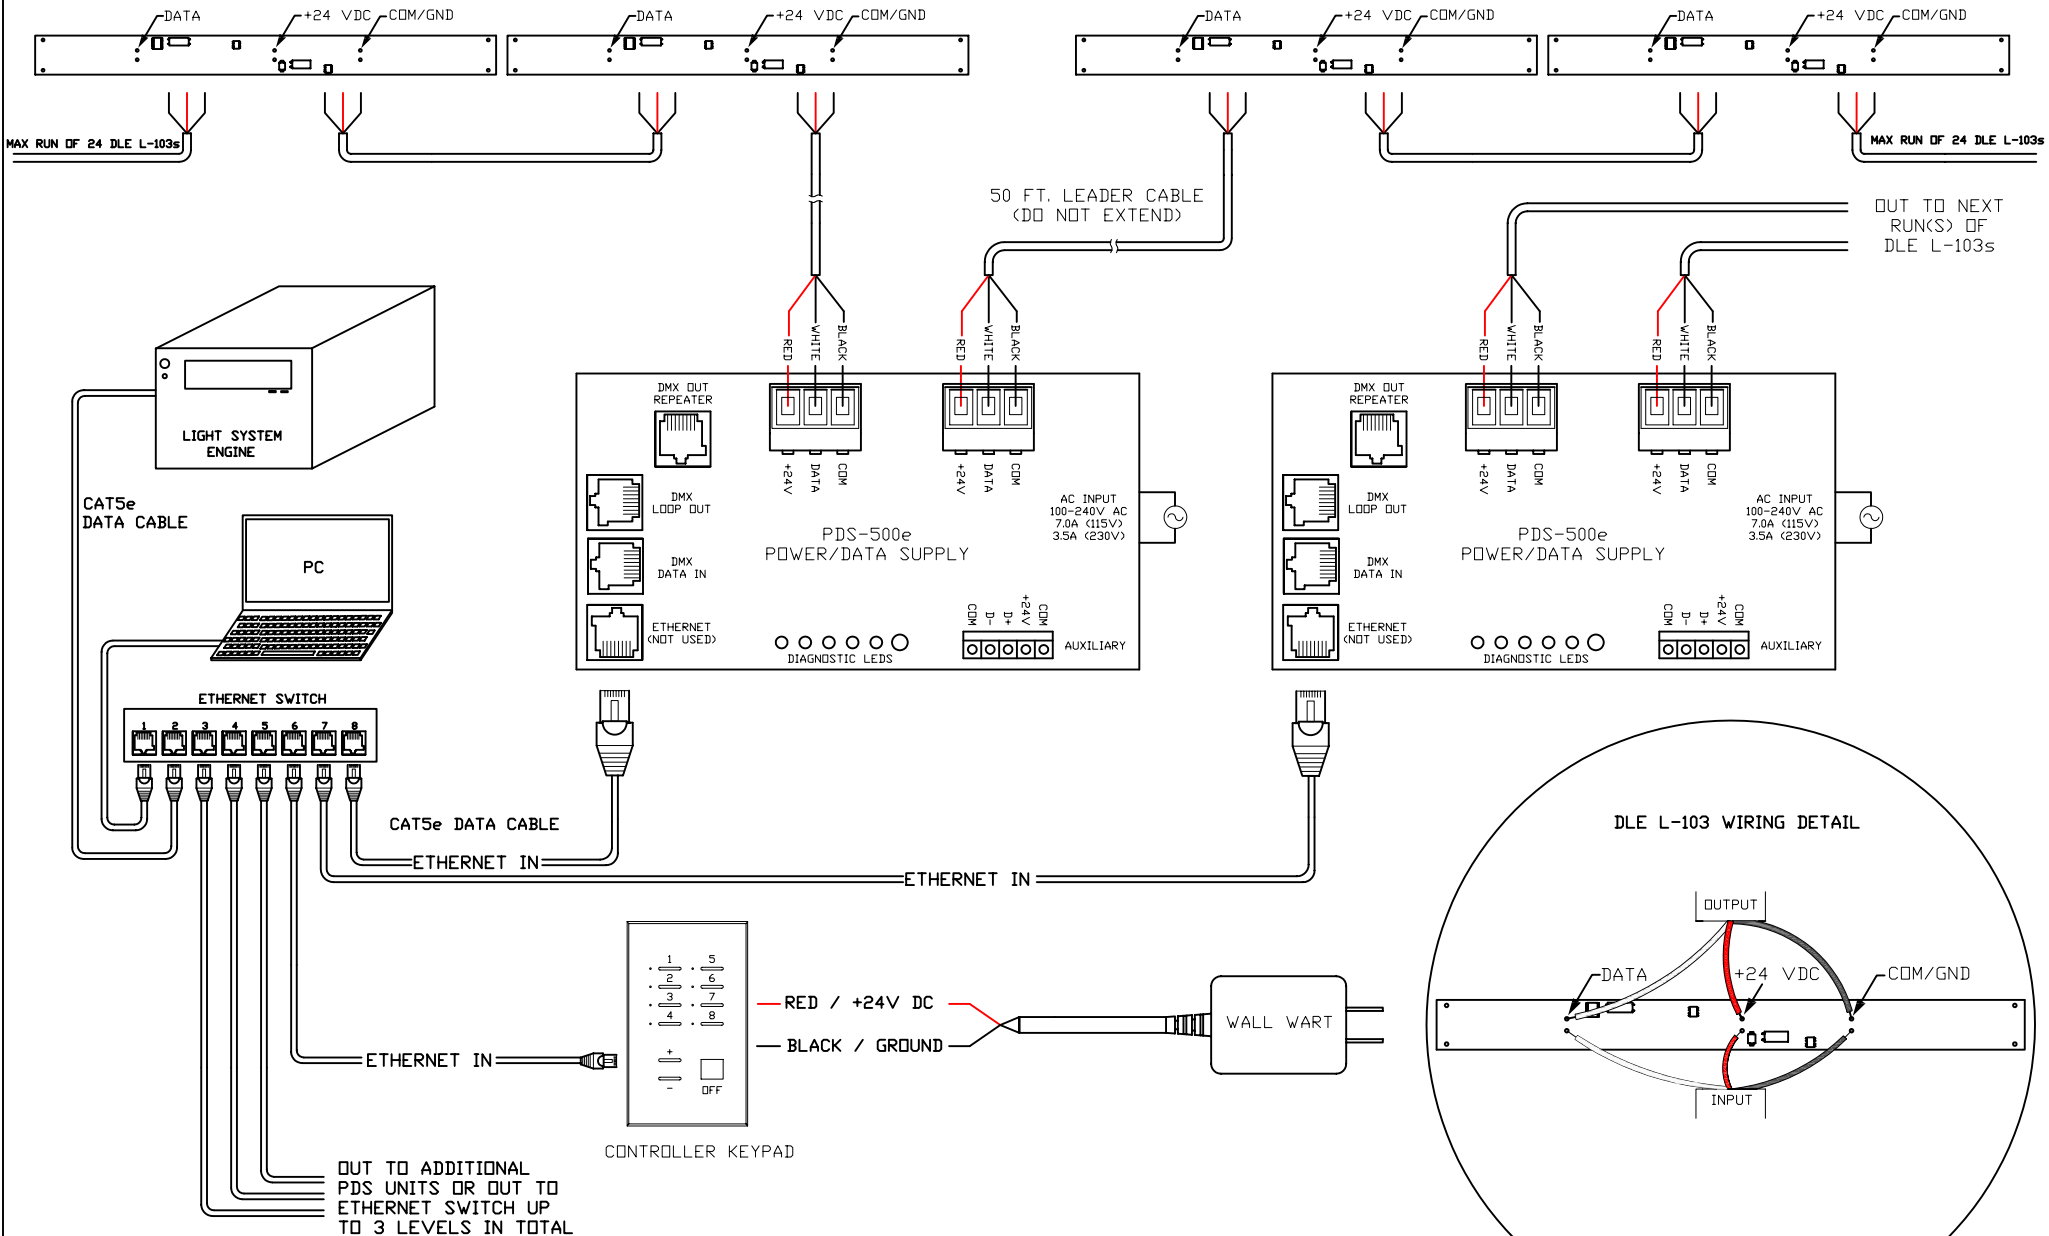 DATA
+24 VDC
COM/GND
DATA
+24 VDC
COM/GND
DATA
+24 VDC
COM/GND
DATA
+24 VDC
COM/GND
MAX RUN OF 24 DLE L-103s
MAX RUN OF 24 DLE L-103s
50 FT. LEADER CABLE
(DO NOT EXTEND)
OUT TO NEXT
RUN(S) OF
DLE L-103s
RED
WHITE
BLACK
RED
WHITE
BLACK
RED
WHITE
BLACK
RED
WHITE
BLACK
LIGHT SYSTEM
ENGINE
CAT5e
DATA CABLE
PC
DMX OUT
REPEATER
+24V
DATA
COM
+24V
DATA
COM
DMX
LOOP OUT
AC INPUT
100-240V AC
7.0A (115V)
3.5A (230V)
PDS-500e
POWER/DATA SUPPLY
DMX
DATA IN
ETHERNET
(NOT USED)
DIAGNOSTIC LEDS
COM
D-
D+
+24V
COM
AUXILIARY
DMX OUT
REPEATER
+24V
DATA
COM
+24V
DATA
COM
DMX
LOOP OUT
AC INPUT
100-240V AC
7.0A (115V)
3.5A (230V)
PDS-500e
POWER/DATA SUPPLY
DMX
DATA IN
ETHERNET
(NOT USED)
DIAGNOSTIC LEDS
COM
D-
D+
+24V
COM
AUXILIARY
ETHERNET SWITCH
1 2 3 4 5 6 7 8
CAT5e DATA CABLE
ETHERNET IN
ETHERNET IN
ETHERNET IN
1 5
2 6
3 7
4 8
+
-
OFF
CONTROLLER KEYPAD
RED / +24V DC
BLACK / GROUND
WALL WART
OUT TO ADDITIONAL
PDS UNITS OR OUT TO
ETHERNET SWITCH UP
TO 3 LEVELS IN TOTAL
DLE L-103 WIRING DETAIL
OUTPUT
DATA
+24 VDC
COM/GND
INPUT